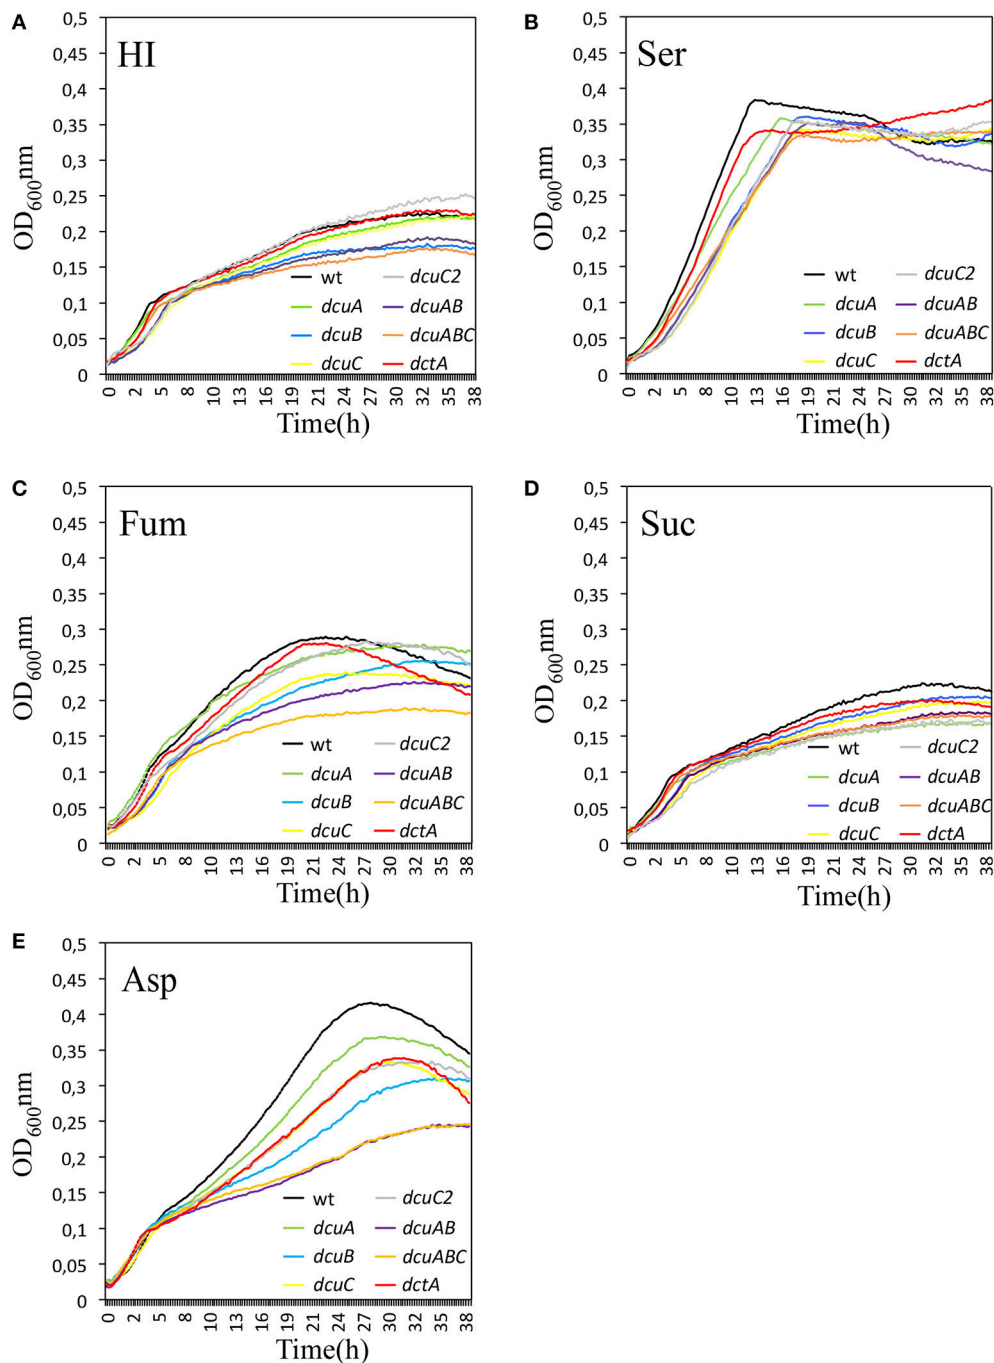 A
HI
OD600nm
0,5
0,45
0,4
0,35
0,3
0,25
0,2
0,15
0,1
0,05
0
wt
dcuA
dcuB
dcuC
dcuC2
dcuAB
dcuABC
dctA
0 2 5 8 10 13 16 19 21 24 27 30 32 35 38
Time(h)
B
Ser
OD600nm
0,5
0,45
0,4
0,35
0,3
0,25
0,2
0,15
0,1
0,05
0
wt
dcuA
dcuB
dcuC
dcuC2
dcuAB
dcuABC
dctA
0 2 5 8 10 13 16 19 21 24 27 30 32 35 38
Time(h)
C
Fum
OD600nm
0,5
0,45
0,4
0,35
0,3
0,25
0,2
0,15
0,1
0,05
0
wt
dcuA
dcuB
dcuC
dcuC2
dcuAB
dcuABC
dctA
0 2 5 8 10 13 16 19 21 24 27 30 32 35 38
Time(h)
D
Suc
OD600nm
0,5
0,45
0,4
0,35
0,3
0,25
0,2
0,15
0,1
0,05
0
wt
dcuA
dcuB
dcuC
dcuC2
dcuAB
dcuABC
dctA
0 2 5 8 10 13 16 19 21 24 27 30 32 35 38
Time(h)
E
Asp
OD600nm
0,5
0,45
0,4
0,35
0,3
0,25
0,2
0,15
0,1
0,05
0
wt
dcuA
dcuB
dcuC
dcuC2
dcuAB
dcuABC
dctA
0 2 5 8 10 13 16 19 21 24 27 30 32 35 38
Time(h)